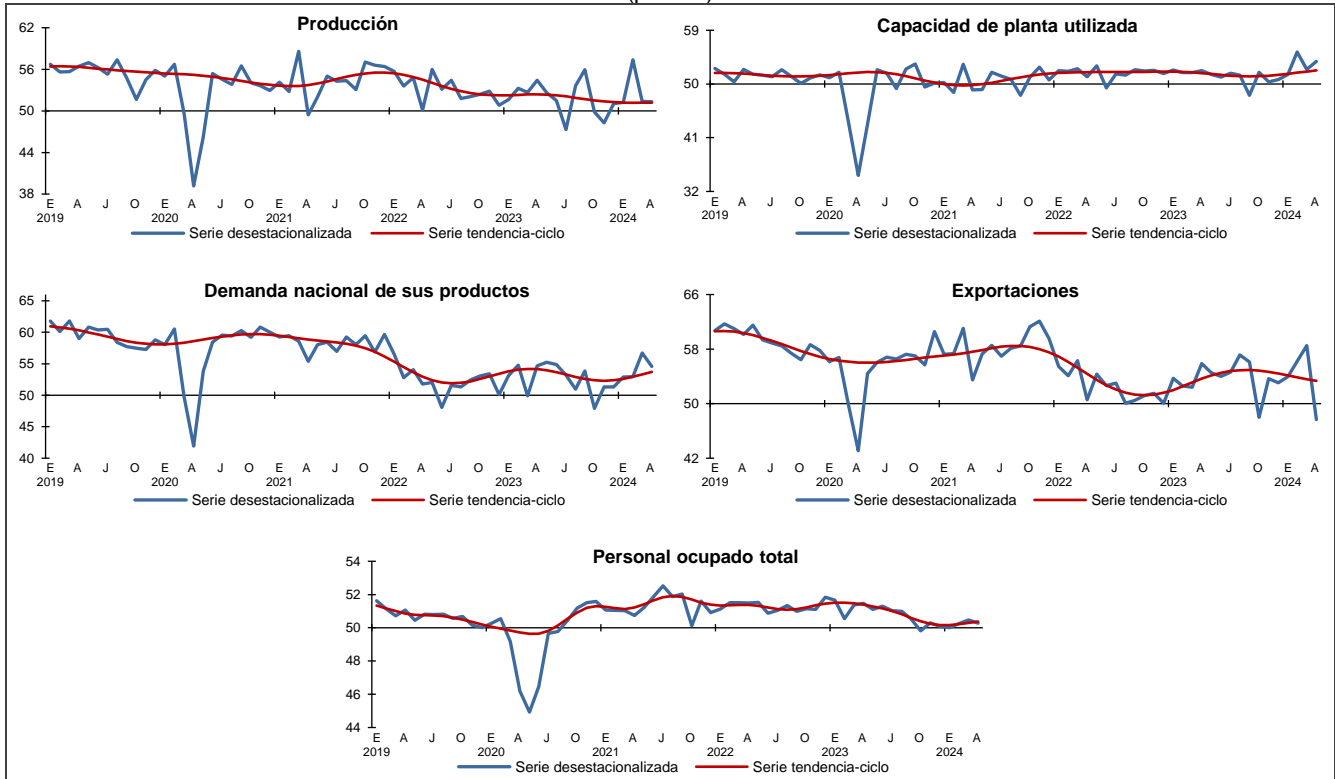 Producción
62
56
50
44
38
E A J O E A J O E A J O E A J O E A J O E A
2019 2020 2021 2022 2023 2024
Serie desestacionalizada Serie tendencia-ciclo
Capacidad de planta utilizada
59
50
41
32
E A J O E A J O E A J O E A J O E A J O E A
2019 2020 2021 2022 2023 2024
Serie desestacionalizada Serie tendencia-ciclo
Demanda nacional de sus productos
65
60
55
50
45
40
E A J O E A J O E A J O E A J O E A J O E A
2019 2020 2021 2022 2023 2024
Serie desestacionalizada Serie tendencia-ciclo
Exportaciones
66
58
50
42
E A J O E A J O E A J O E A J O E A J O E A
2019 2020 2021 2022 2023 2024
Serie desestacionalizada Serie tendencia-ciclo
Personal ocupado total
54
52
50
48
46
44
E A J O E A J O E A J O E A J O E A J O E A
2019 2020 2021 2022 2023 2024
Serie desestacionalizada Serie tendencia-ciclo